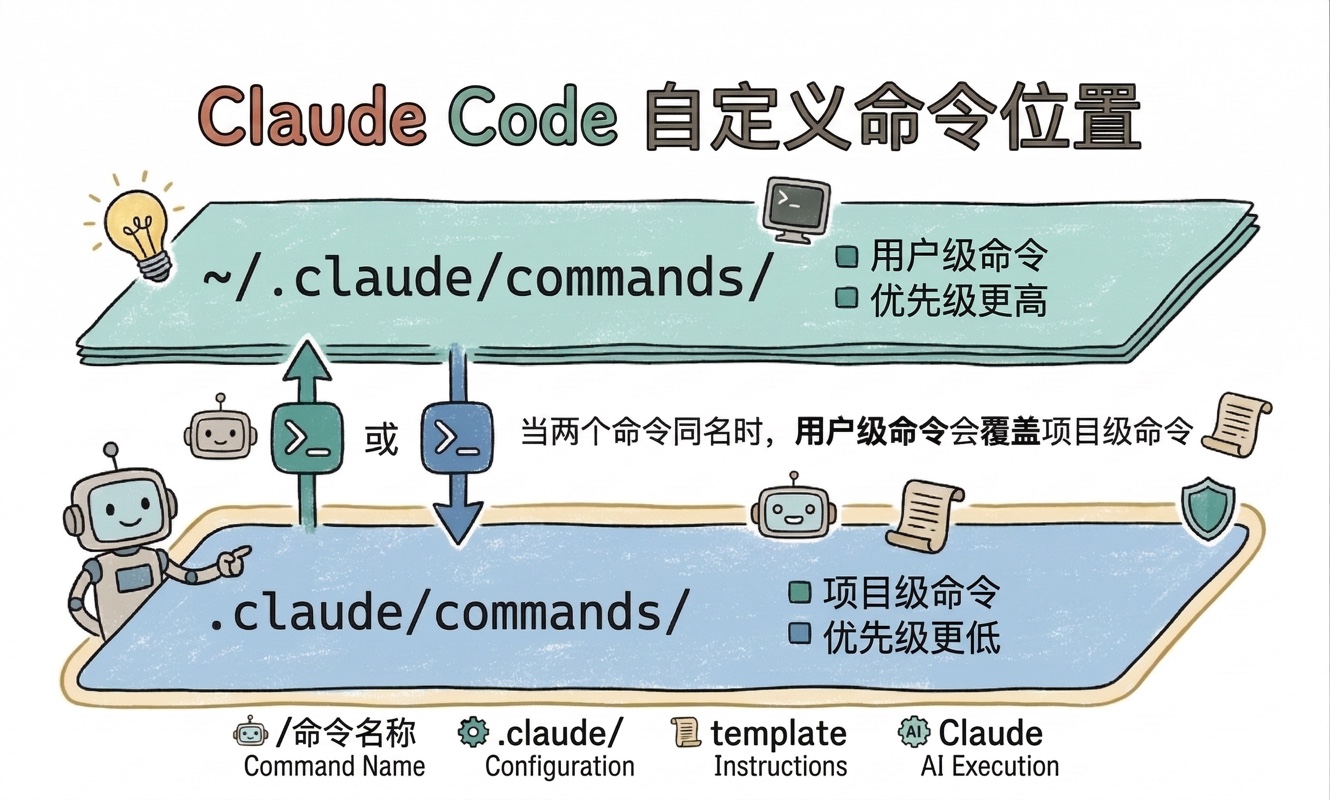 Claude Code 自定义命令位置
~/.claude/commands/
用户级命令
优先级更高
>_
>_
或
>_
当两个命令同名时，用户级命令会覆盖项目级命令
.claude/commands/
项目级命令
优先级更低
/命令名称
Command Name
.claude/
Configuration
template
Instructions
AI
Claude
AI Execution